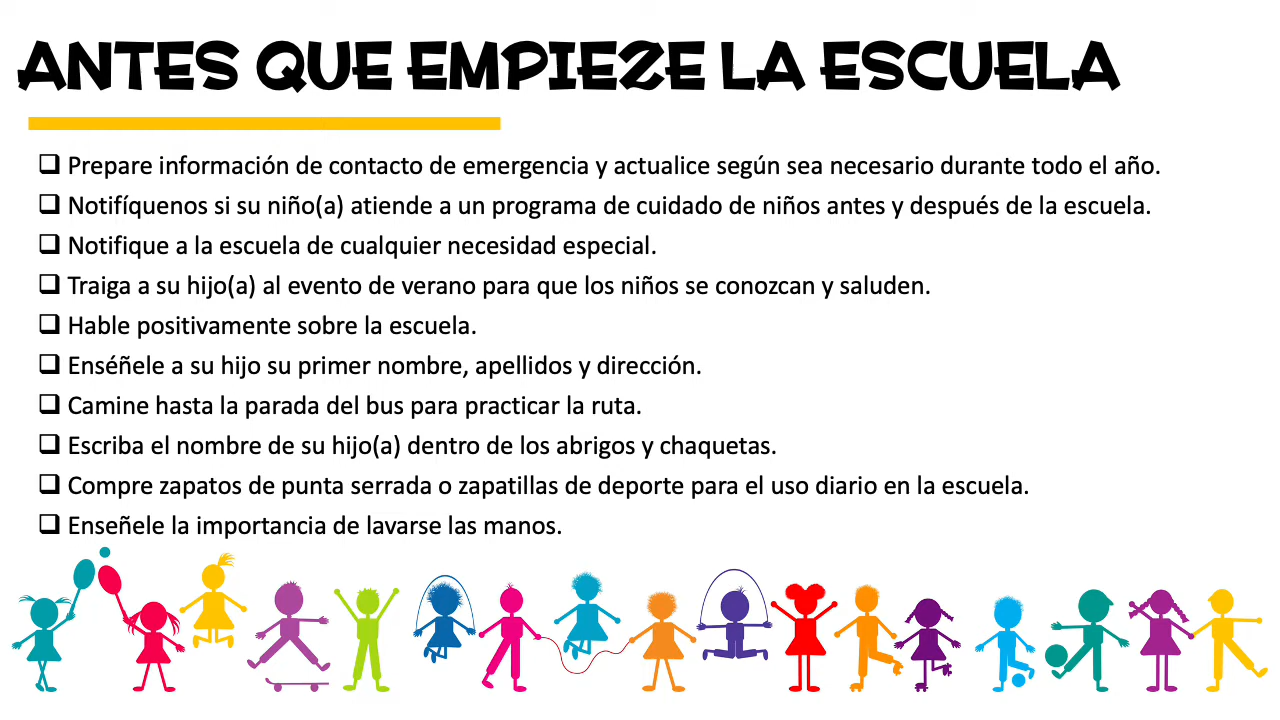 ANTES QUE EMPIEZE LA ESCUELA
❑ Prepare información de contacto de emergencia y actualice según sea necesario durante todo el año.
❑ Notifíquenos si su niño(a) atiende a un programa de cuidado de niños antes y después de la escuela.
❑ Notifique a la escuela de cualquier necesidad especial.
❑ Traiga a su hijo(a) al evento de verano para que los niños se conozcan y saluden.
❑ Hable positivamente sobre la escuela.
❑ Enséñele a su hijo su primer nombre, apellidos y dirección.
❑ Camine hasta la parada del bus para practicar la ruta.
❑ Escriba el nombre de su hijo(a) dentro de los abrigos y chaquetas.
❑ Compre zapatos de punta serrada o zapatillas de deporte para el uso diario en la escuela.
❑ Enseñele la importancia de lavarse las manos.